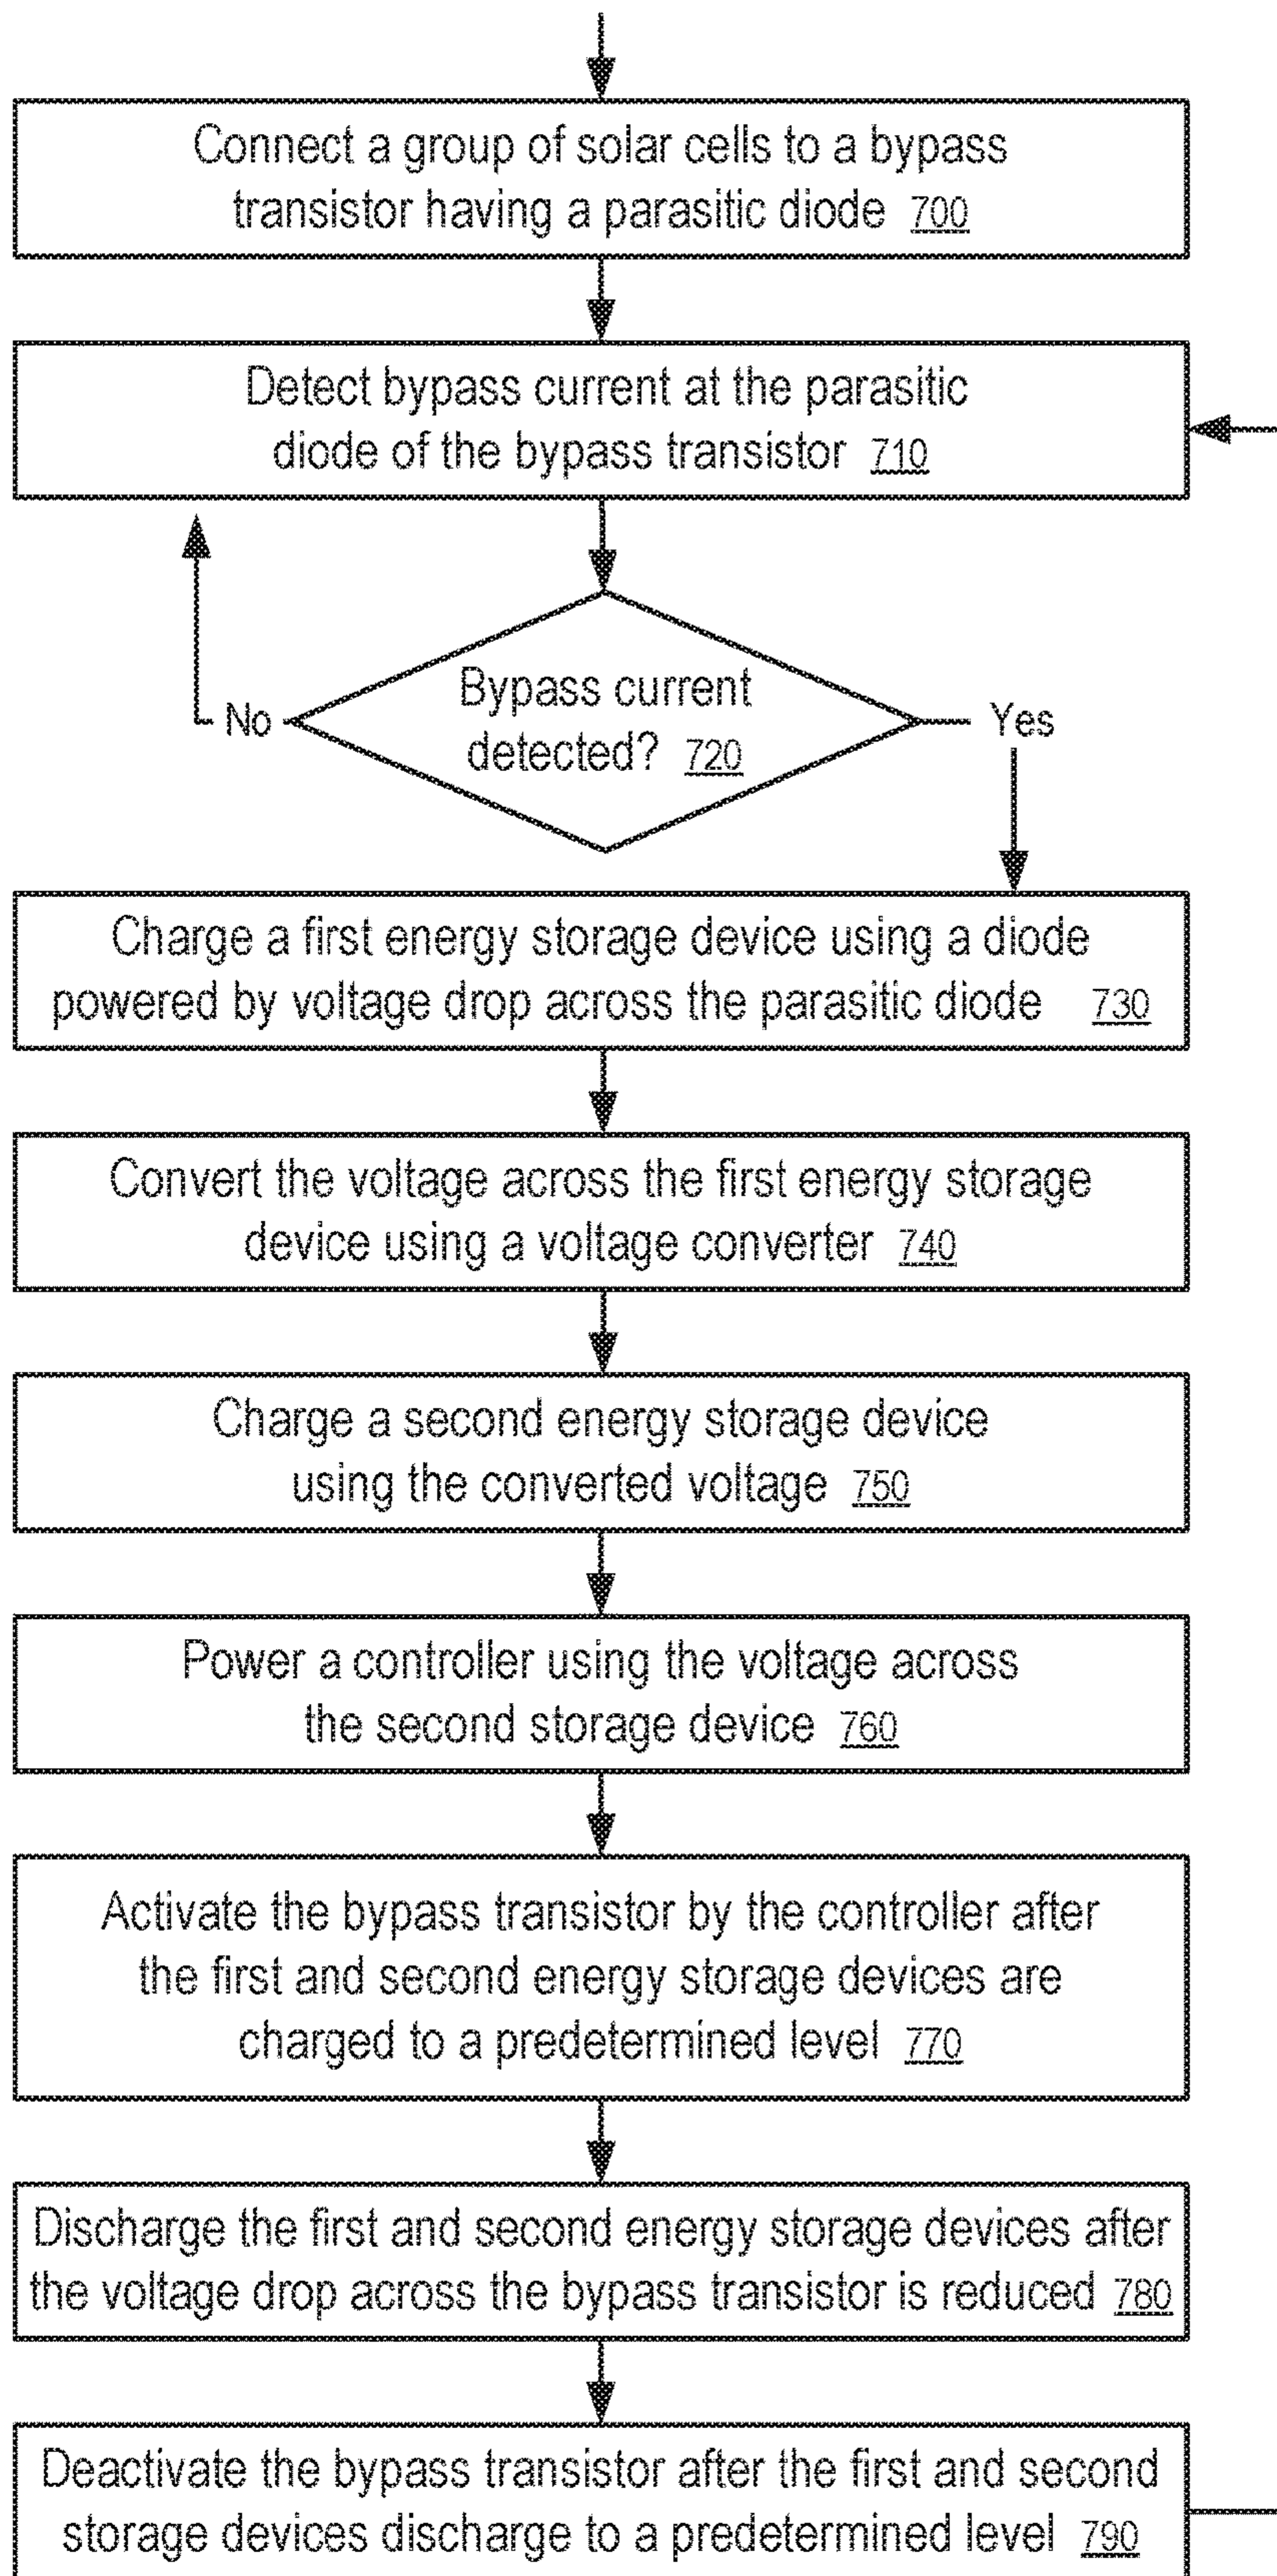 Connect a group of solar cells to a bypass
transistor having a parasitic diode 700
Detect bypass current at the parasitic
diode of the bypass transistor 710
Bypass current
detected? 720
No
Yes
Charge a first energy storage device using a diode
powered by voltage drop across the parasitic diode 730
Convert the voltage across the first energy storage
device using a voltage converter 740
Charge a second energy storage device
using the converted voltage 750
Power a controller using the voltage across
the second storage device 760
Activate the bypass transistor by the controller after
the first and second energy storage devices are
charged to a predetermined level 770
Discharge the first and second energy storage devices after
the voltage drop across the bypass transistor is reduced 780
Deactivate the bypass transistor after the first and second
storage devices discharge to a predetermined level 790